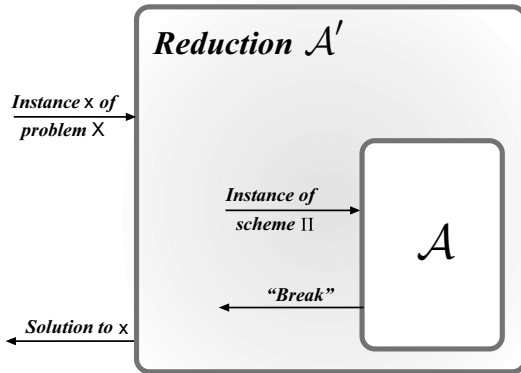 Reduction 𝒜′
Instance x of
problem X
Instance of
scheme Π
𝒜
"Break"
Solution to x